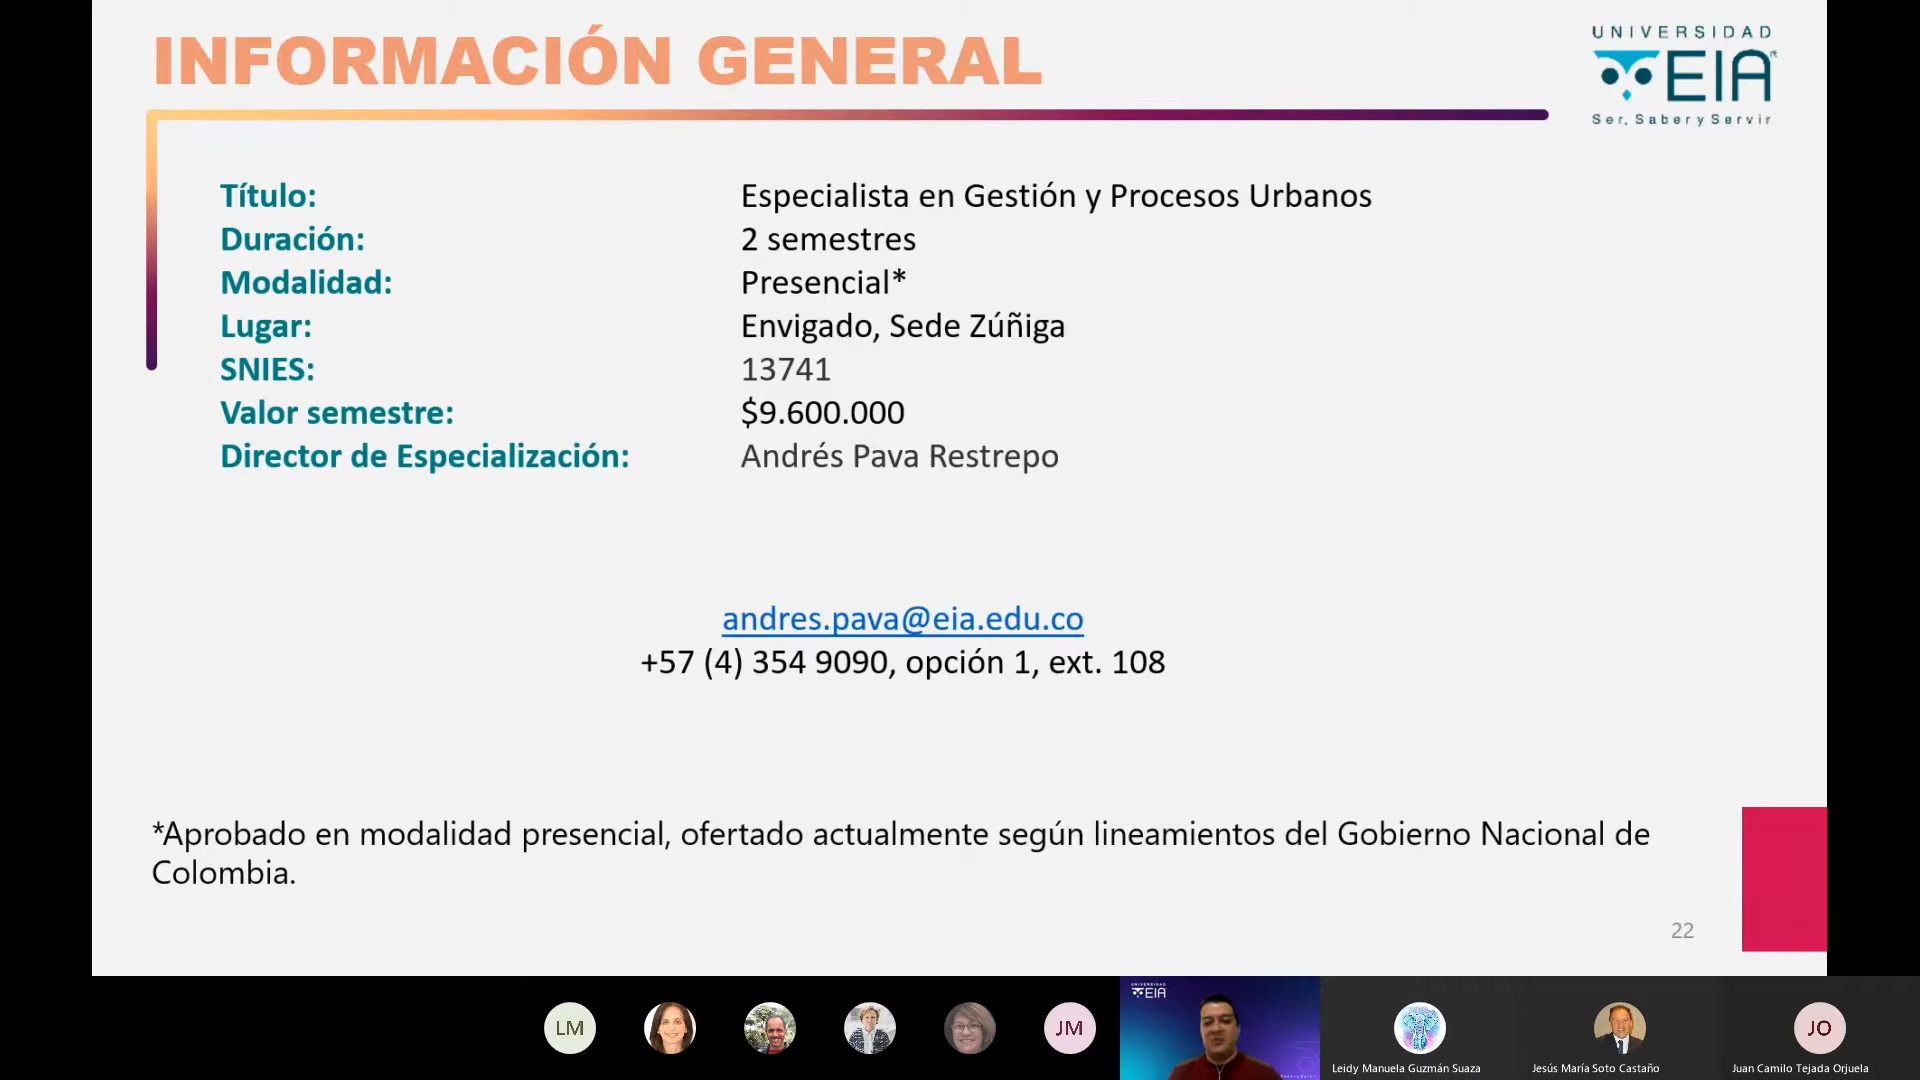 INFORMACIÓN GENERAL
UNIVERSIDAD
EIA
Ser, Saber y Servir
Título: Especialista en Gestión y Procesos Urbanos
Duración: 2 semestres
Modalidad: Presencial*
Lugar: Envigado, Sede Zúñiga
SNIES: 13741
Valor semestre: $9.600.000
Director de Especialización: Andrés Pava Restrepo
andres.pava@eia.edu.co
+57 (4) 354 9090, opción 1, ext. 108
*Aprobado en modalidad presencial, ofertado actualmente según lineamientos del Gobierno Nacional de
Colombia.
22
LM
JM
UNIVERSIDAD
EIA
JO
Leidy Manuela Guzmán Suaza
Jesús María Soto Castaño
Juan Camilo Tejada Orjuela